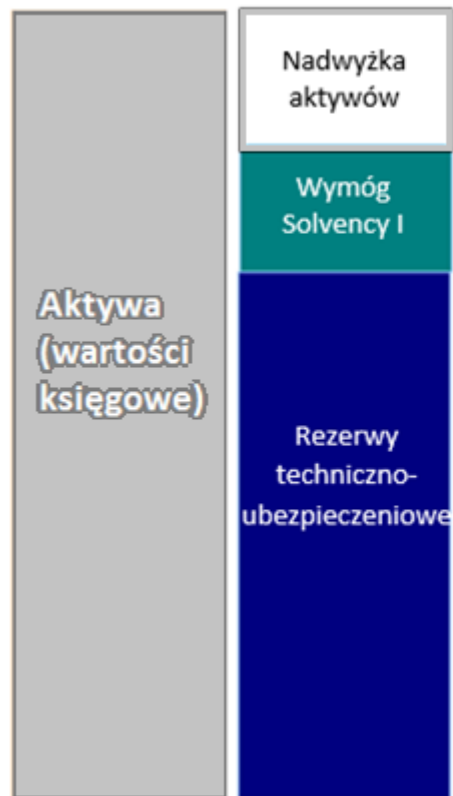 Nadwyżka
aktywów
Wymóg
Solvency I
Aktywa
(wartości
księgowe)
Rezerwy
techniczno-
ubezpieczeniowe